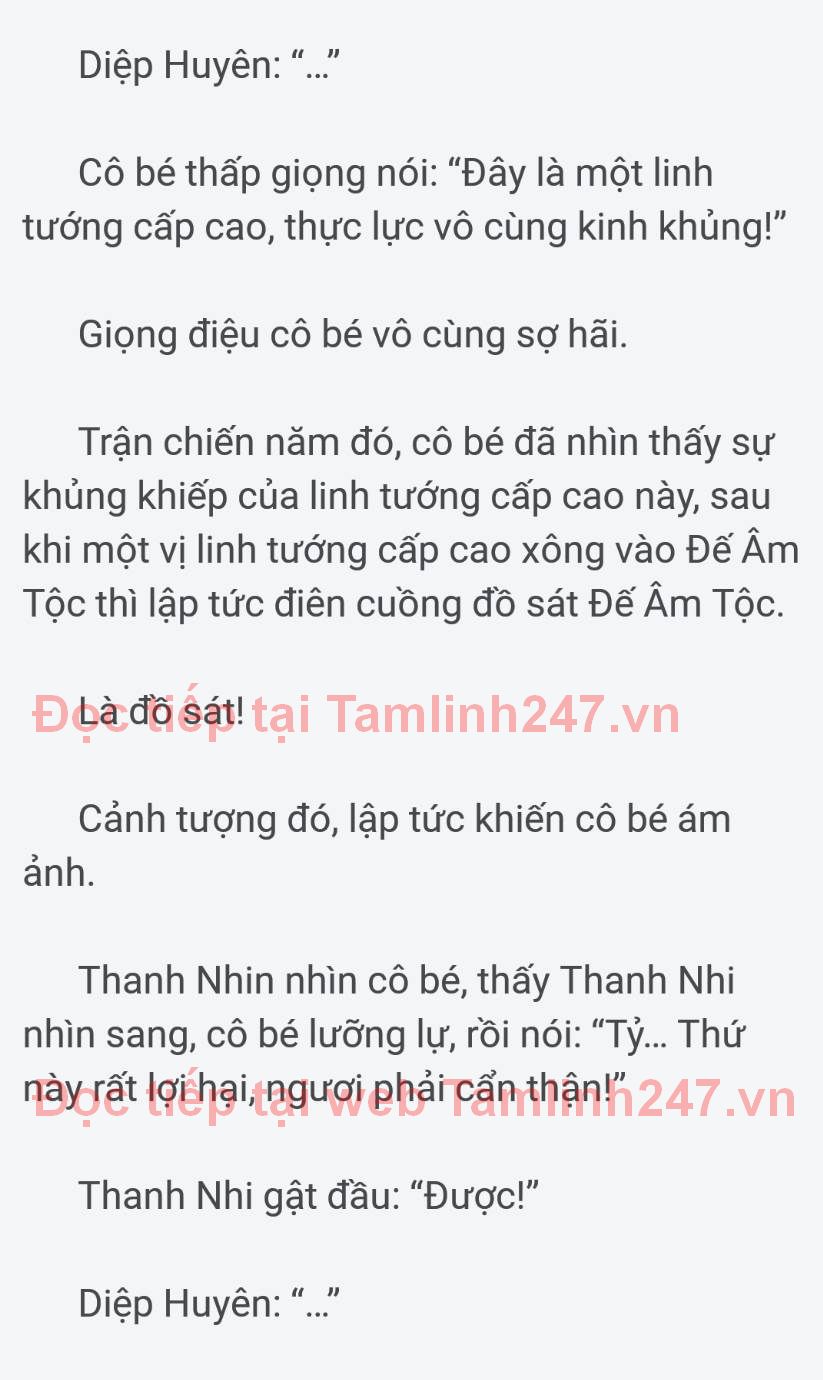 Diệp Huyên: “...”
Cô bé thấp giọng nói: “Đây là một linh
tướng cấp cao, thực lực vô cùng kinh khủng!”
Giọng điệu cô bé vô cùng sợ hãi.
Trận chiến năm đó, cô bé đã nhìn thấy sự
khủng khiếp của linh tướng cấp cao này, sau
khi một vị linh tướng cấp cao xông vào Đế Âm
Tộc thì lập tức điên cuồng đồ sát Đế Âm Tộc.
Là đồ sát!
Đọc tiếp tại Tamlinh247.vn
Cảnh tượng đó, lập tức khiến cô bé ám
ảnh.
Thanh Nhin nhìn cô bé, thấy Thanh Nhi
nhìn sang, cô bé lưỡng lự, rồi nói: “Tỷ... Thứ
này rất lợi hại, ngươi phải cẩn thận!”
Đọc tiếp tại web Tamlinh247.vn
Thanh Nhi gật đầu: “Được!”
Diệp Huyên: “...”